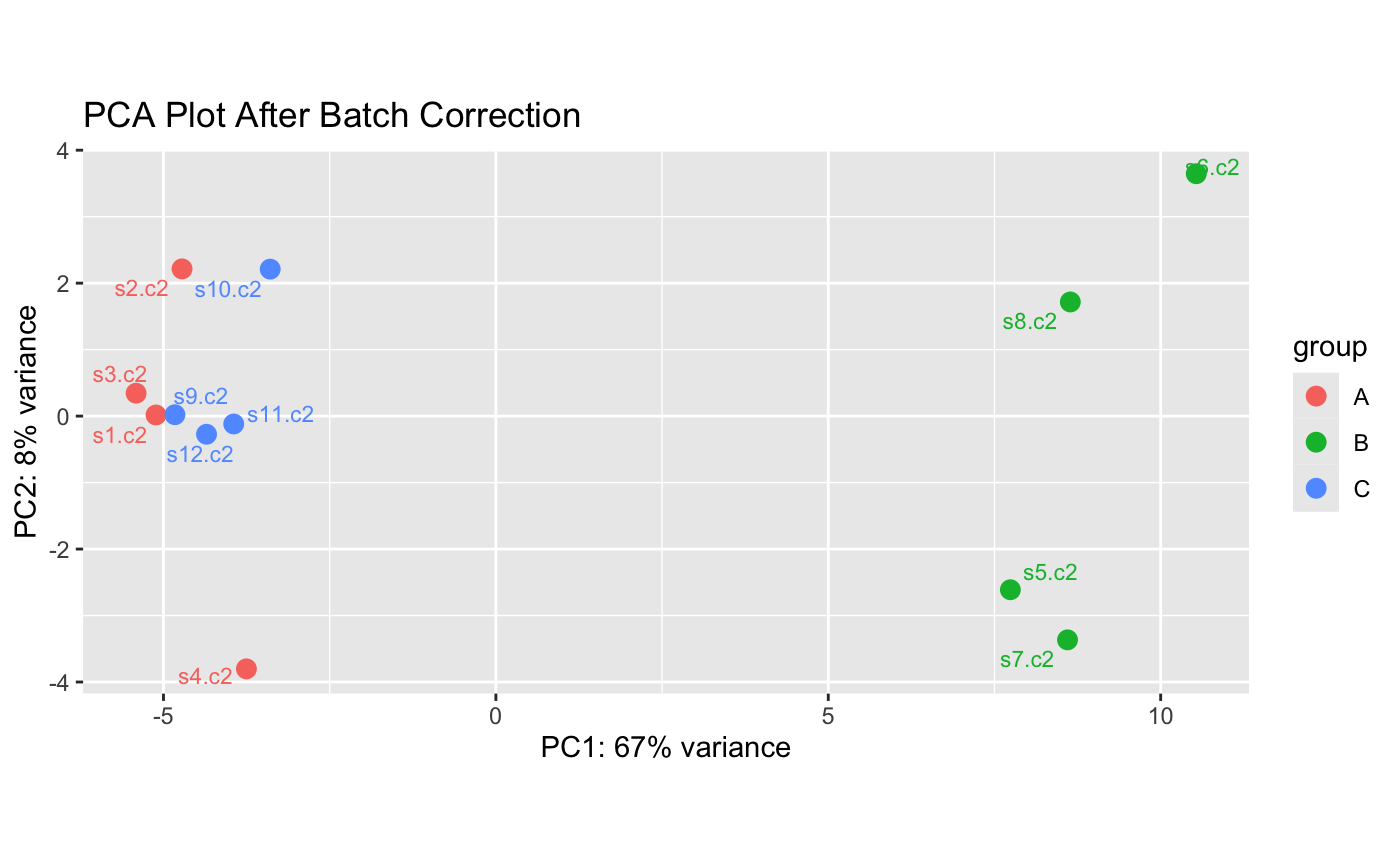 PCA Plot After Batch Correction
4
2
0
-2
-4
PC2: 8% variance
s6.c2
s2.c2
s10.c2
s8.c2
s3.c2
s9.c2
s11.c2
s1.c2
s12.c2
s5.c2
s7.c2
s4.c2
-5
0
5
10
PC1: 67% variance
group
A
B
C